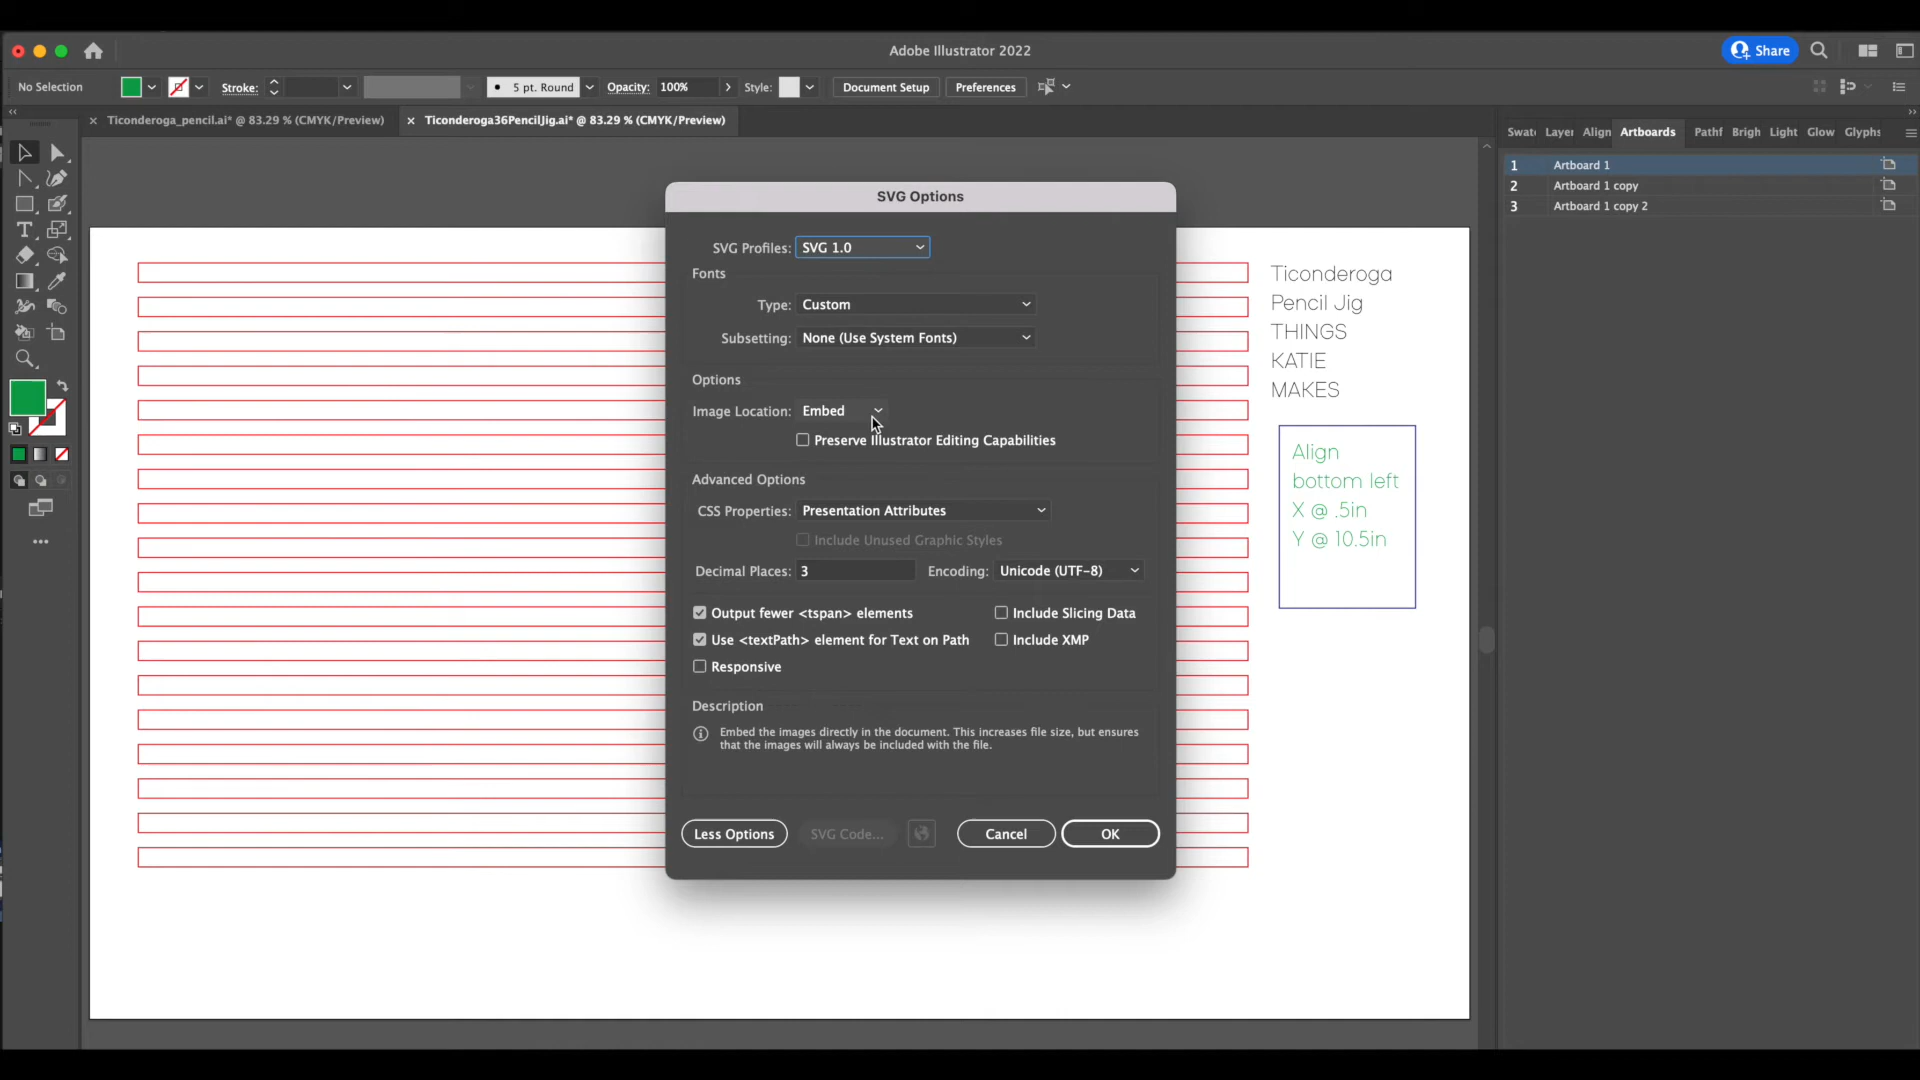 Adobe Illustrator 2022
Share
No Selection
Stroke:
5 pt. Round
Opacity:
100%
Style:
Document Setup
Preferences
Ticonderoga_pencil.ai* @ 83.29 % (CMYK/Preview)
Ticonderoga36PencilJig.ai* @ 83.29 % (CMYK/Preview)
Swat
Layer
Align
Artboards
Pathf
Brigh
Light
Glow
Glyphs
1 Artboard 1
2 Artboard 1 copy
3 Artboard 1 copy 2
SVG Options
SVG Profiles: SVG 1.0
Fonts
Type: Custom
Subsetting: None (Use System Fonts)
Options
Image Location: Embed
Preserve Illustrator Editing Capabilities
Advanced Options
CSS Properties: Presentation Attributes
Include Unused Graphic Styles
Decimal Places: 3 Encoding: Unicode (UTF-8)
Output fewer <tspan> elements
Include Slicing Data
Use <textPath> element for Text on Path
Include XMP
Responsive
Description
Embed the images directly in the document. This increases file size, but ensures
that the images will always be included with the file.
Less Options
SVG Code...
Cancel
OK
Ticonderoga
Pencil Jig
THINGS
KATIE
MAKES
Align
bottom left
X @ .5in
Y @ 10.5in